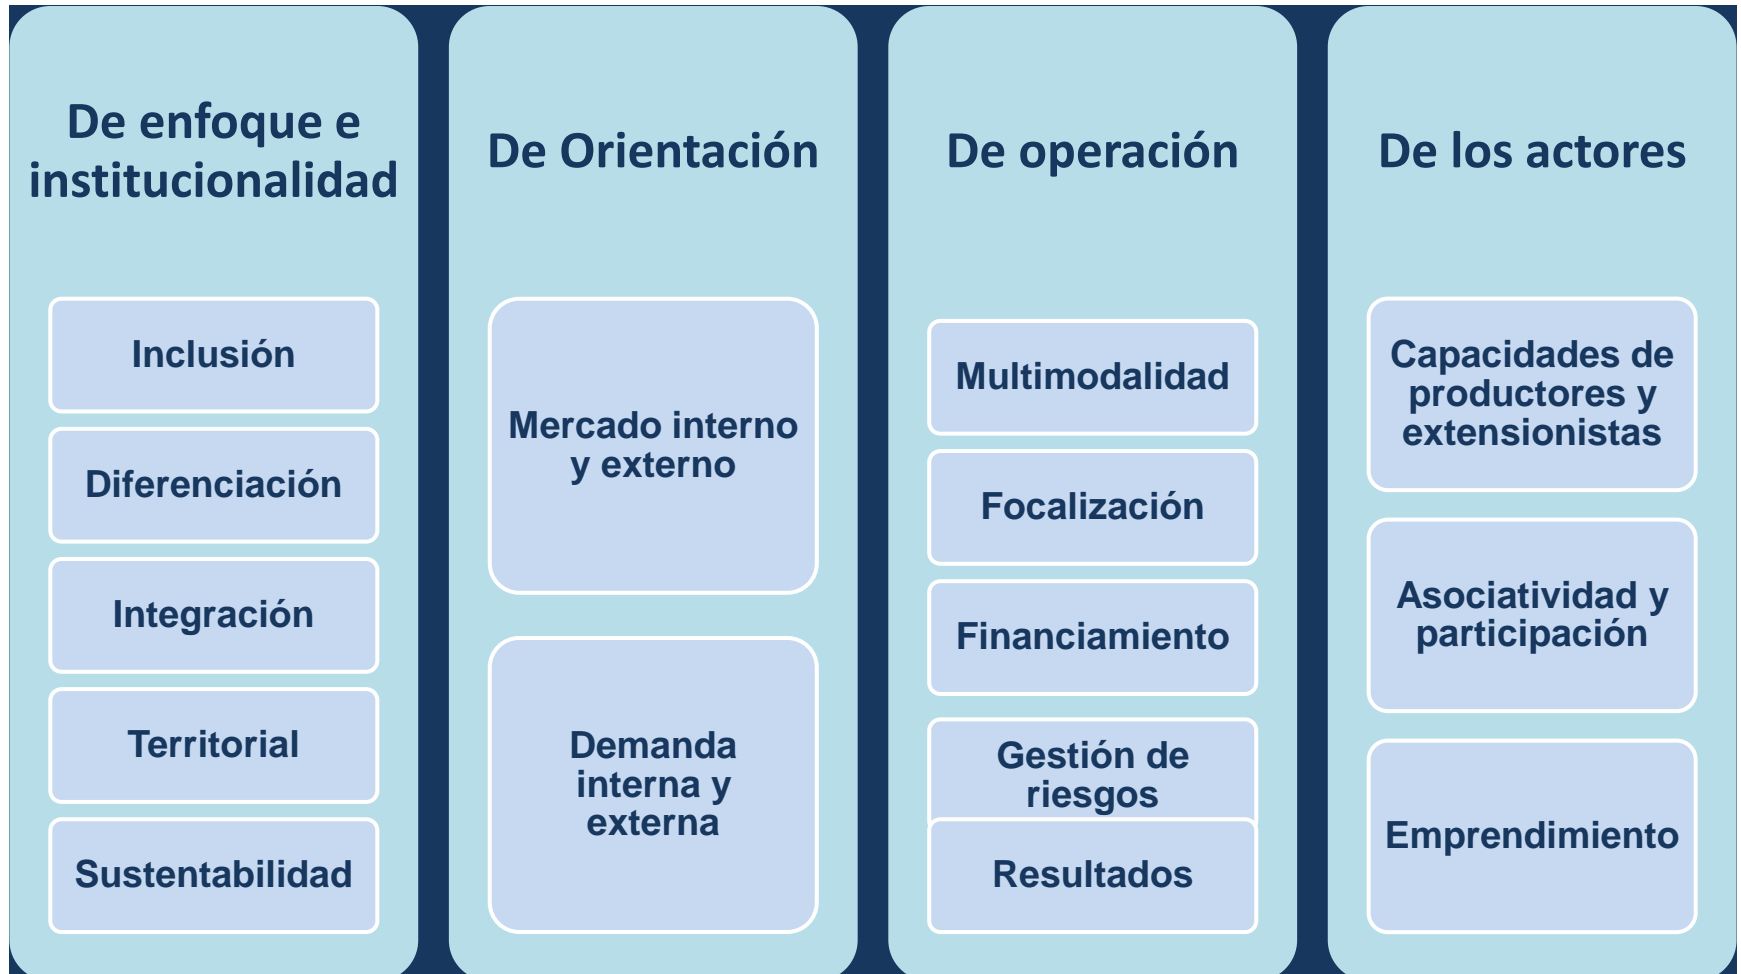 De enfoque e
institucionalidad
Inclusión
Diferenciación
Integración
Territorial
Sustentabilidad
De Orientación
Mercado interno
y externo
Demanda
interna y
externa
De operación
Multimodalidad
Focalización
Financiamiento
Gestión de
riesgos
Resultados
De los actores
Capacidades de
productores y
extensionistas
Asociatividad y
participación
Emprendimiento